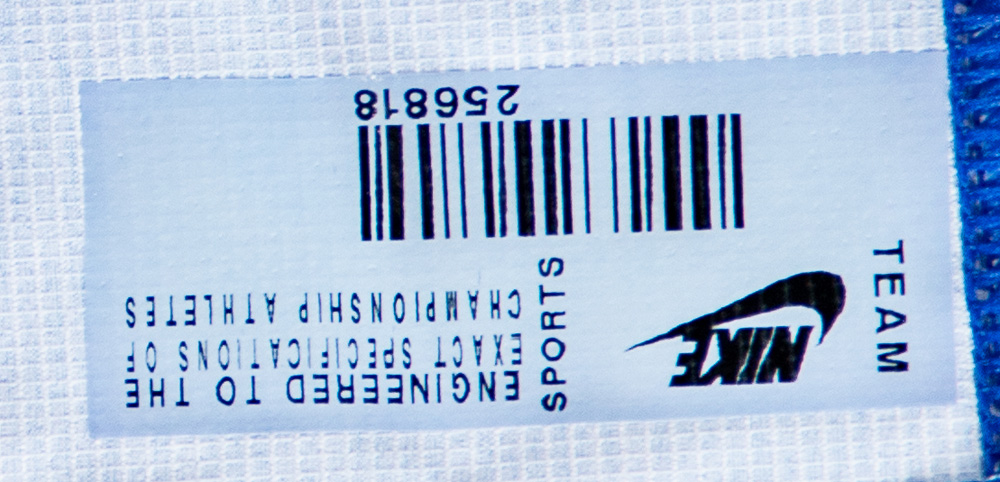 TEAM
NIKE
SPORTS
ENGINEERED TO THE
EXACT SPECIFICATIONS OF
CHAMPIONSHIP ATHLETES
256818